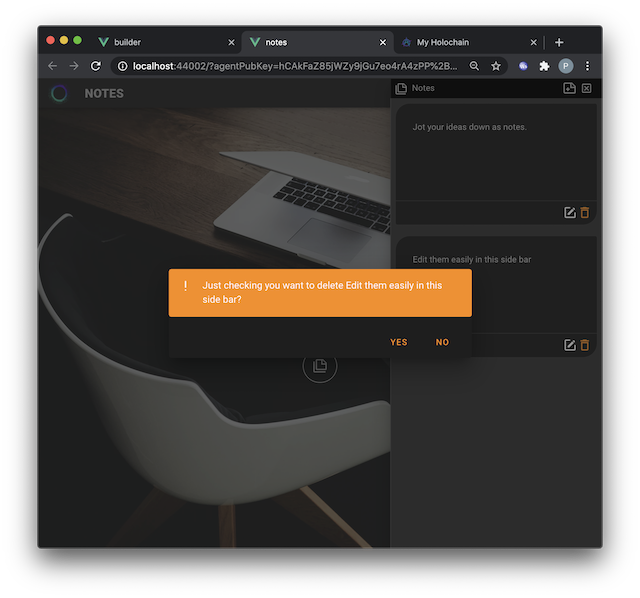 builder
notes
My Holochain
localhost:44002/?agentPubKey=hCAkFaZ85jWZy9jGu7eo4rA4zPP%2B...
P
NOTES
Notes
Jot your ideas down as notes.
Edit them easily in this side bar
Just checking you want to delete Edit them easily in this
side bar?
YES
NO